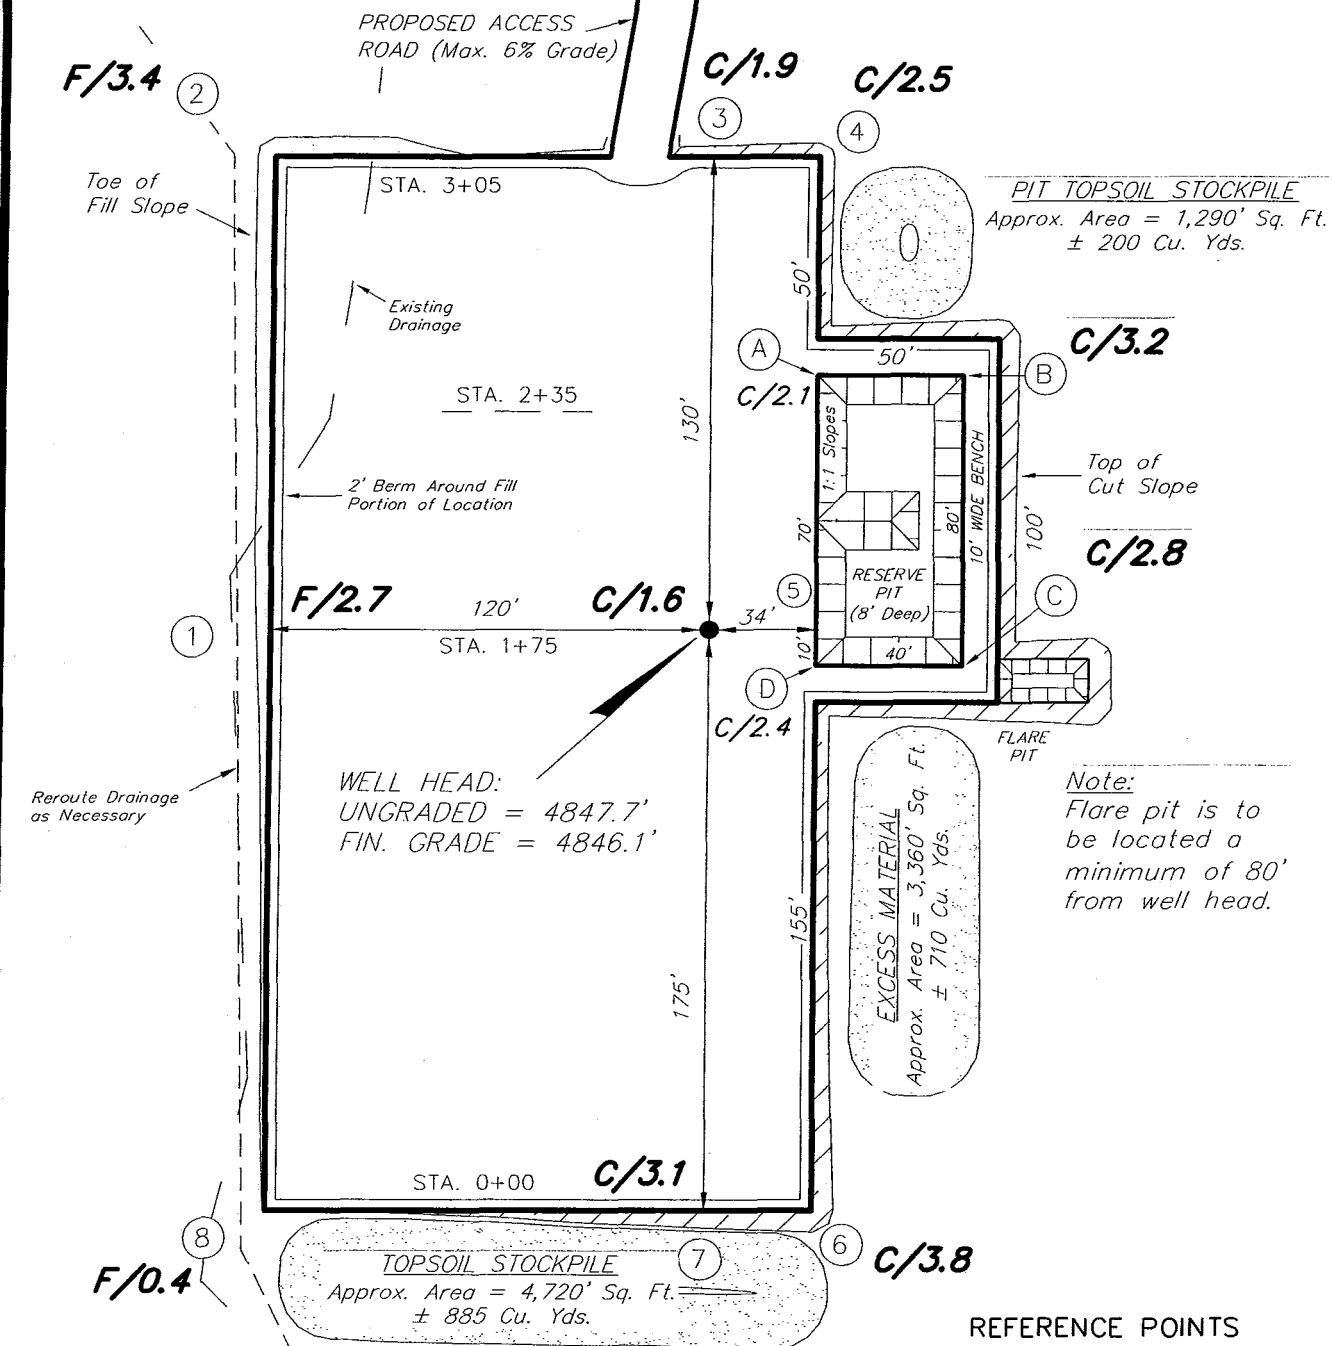 PROPOSED ACCESS
ROAD (Max. 6% Grade)
F/3.4
2
C/1.9
3
C/2.5
4
Toe of
Fill Slope
STA. 3+05
PIT TOPSOIL STOCKPILE
Approx. Area = 1,290' Sq. Ft.
± 200 Cu. Yds.
50'
Existing
Drainage
C/3.2
A
50'
B
C/2.1
STA. 2+35
130'
1:1 Slopes
10' WIDE BENCH
Top of
Cut Slope
2' Berm Around Fill
Portion of Location
70'
80'
100'
C/2.8
RESERVE
PIT
(8' Deep)
5
C
F/2.7
120'
C/1.6
34'
1
STA. 1+75
10'
40'
D
C/2.4
FLARE
PIT
WELL HEAD:
UNGRADED = 4847.7'
FIN. GRADE = 4846.1'
Reroute Drainage
as Necessary
Note:
Flare pit is to
be located a
minimum of 80'
from well head.
EXCESS MATERIAL
Approx. Area = 3,360' Sq. Ft.
± 710 Cu. Yds.
155'
175'
STA. 0+00
C/3.1
8
F/0.4
7
6
C/3.8
TOPSOIL STOCKPILE
Approx. Area = 4,720' Sq. Ft.
± 885 Cu. Yds.
REFERENCE POINTS